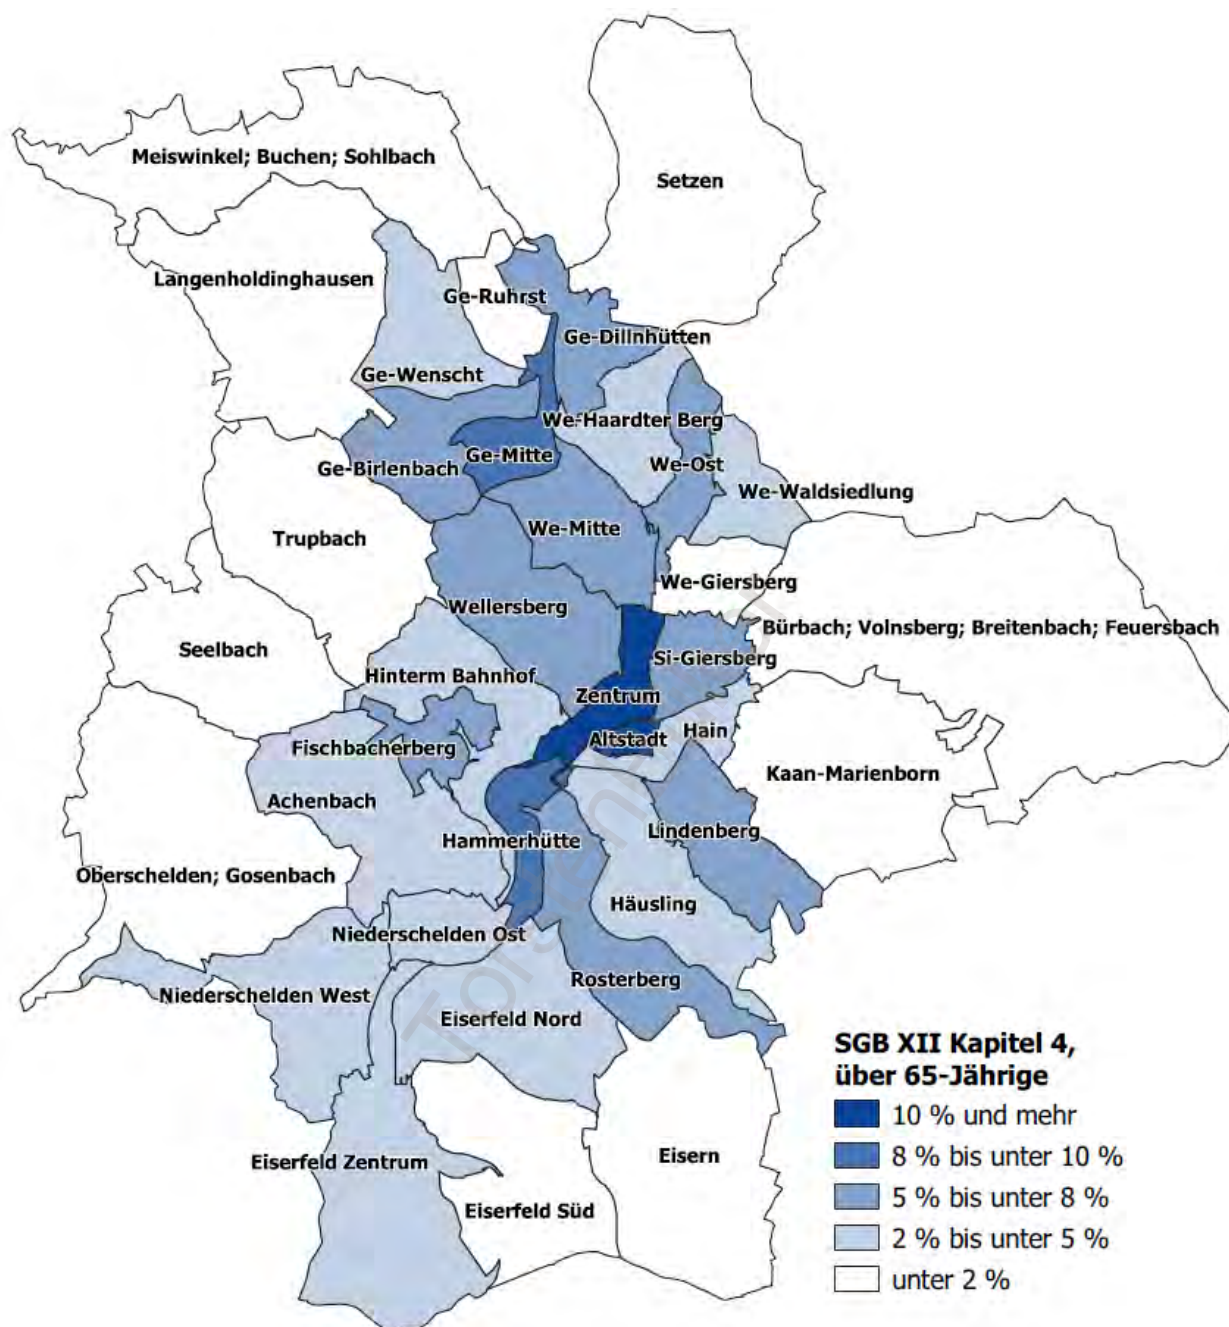 Meiswinkel; Buchen; Sohlbach
Setzen
Langenholdinghausen
Ge-Ruhrst
Ge-Dillnhütten
Ge-Wenscht
We-Haardter Berg
Ge-Mitte
Ge-Birlenbach
We-Ost
We-Waldsiedlung
We-Mitte
Trupbach
We-Giersberg
Wellersberg
Bürbach; Volnsberg; Breitenbach; Feuersbach
Seelbach
Si-Giersberg
Hinterm Bahnhof
Zentrum
Hain
Altstadt
Fischbacherberg
Kaan-Marienborn
Achenbach
Lindenberg
Hammerhütte
Oberschelden; Gosenbach
Häusling
Niederschelden Ost
Rosterberg
Niederschelden West
Eiserfeld Nord
SGB XII Kapitel 4,
über 65-Jährige
10 % und mehr
8 % bis unter 10 %
5 % bis unter 8 %
2 % bis unter 5 %
unter 2 %
Eisern
Eiserfeld Zentrum
Eiserfeld Süd